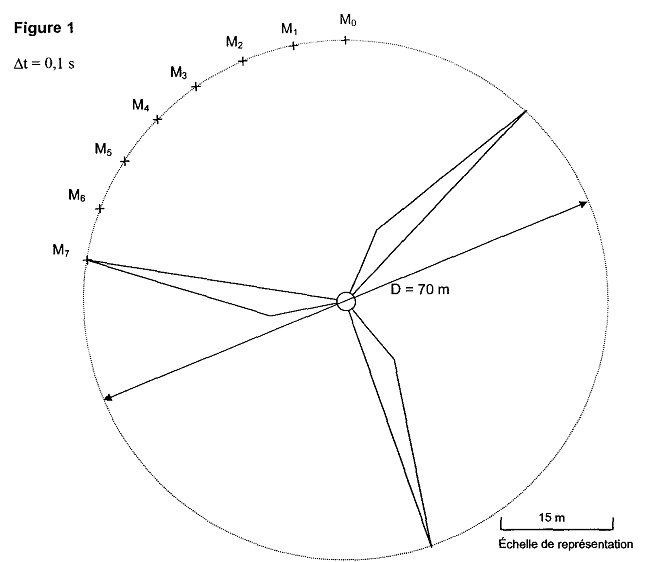 Figure 1
Δt = 0,1 s
M₀
M₁
M₂
M₃
M₄
M₅
M₆
M₇
D = 70 m
15 m
Échelle de représentation